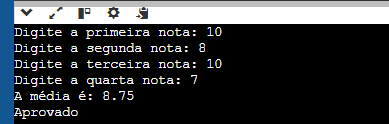 Digite a primeira nota: 10
Digite a segunda nota: 8
Digite a terceira nota: 10
Digite a quarta nota: 7
A média é: 8.75
Aprovado